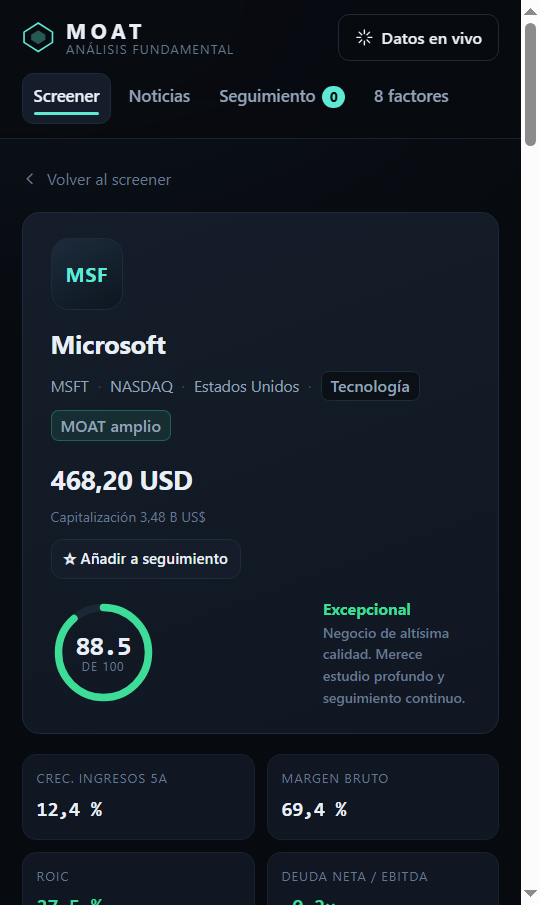 MOAT
ANÁLISIS FUNDAMENTAL
Datos en vivo
Screener
Noticias
Seguimiento 0
8 factores
Volver al screener
MSF
Microsoft
MSFT · NASDAQ · Estados Unidos · Tecnología
MOAT amplio
468,20 USD
Capitalización 3,48 B US$
☆ Añadir a seguimiento
88.5
DE 100
Excepcional
Negocio de altísima
calidad. Merece
estudio profundo y
seguimiento continuo.
CREC. INGRESOS 5A
12,4 %
MARGEN BRUTO
69,4 %
ROIC
DEUDA NETA / EBITDA